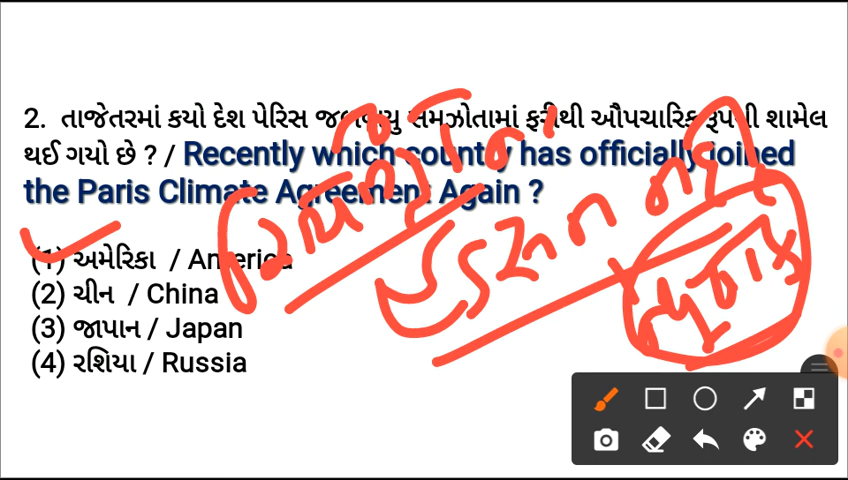 2. તાજેતરમાં કયો દેશ પેરિસ જલવાયુ સમઝોતામાં ફરીથી ઔપચારિક રૂપથી શામેલ
થઈ ગયો છે ? / Recently which country has officially joined
the Paris Climate Agreement Again ?
(1) અમેરિકા / America
(2) ચીન / China
(3) જાપાન / Japan
(4) રશિયા / Russia